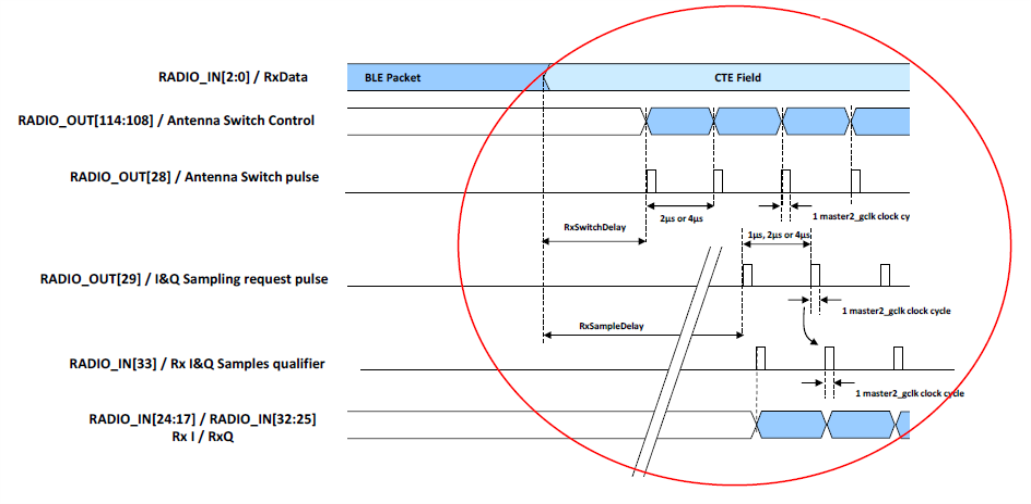 RADIO_IN[2:0] / RxData
BLE Packet
CTE Field
RADIO_OUT[114:108] / Antenna Switch Control
RADIO_OUT[28] / Antenna Switch pulse
2µs or 4µs
1 master2_gclk clock cy
RxSwitchDelay
1µs, 2µs or 4µs
RADIO_OUT[29] / I&Q Sampling request pulse
1 master2_gclk clock cycle
RxSampleDelay
RADIO_IN[33] / Rx I&Q Samples qualifier
1 master2_gclk clock cycle
RADIO_IN[24:17] / RADIO_IN[32:25]
Rx I / RxQ